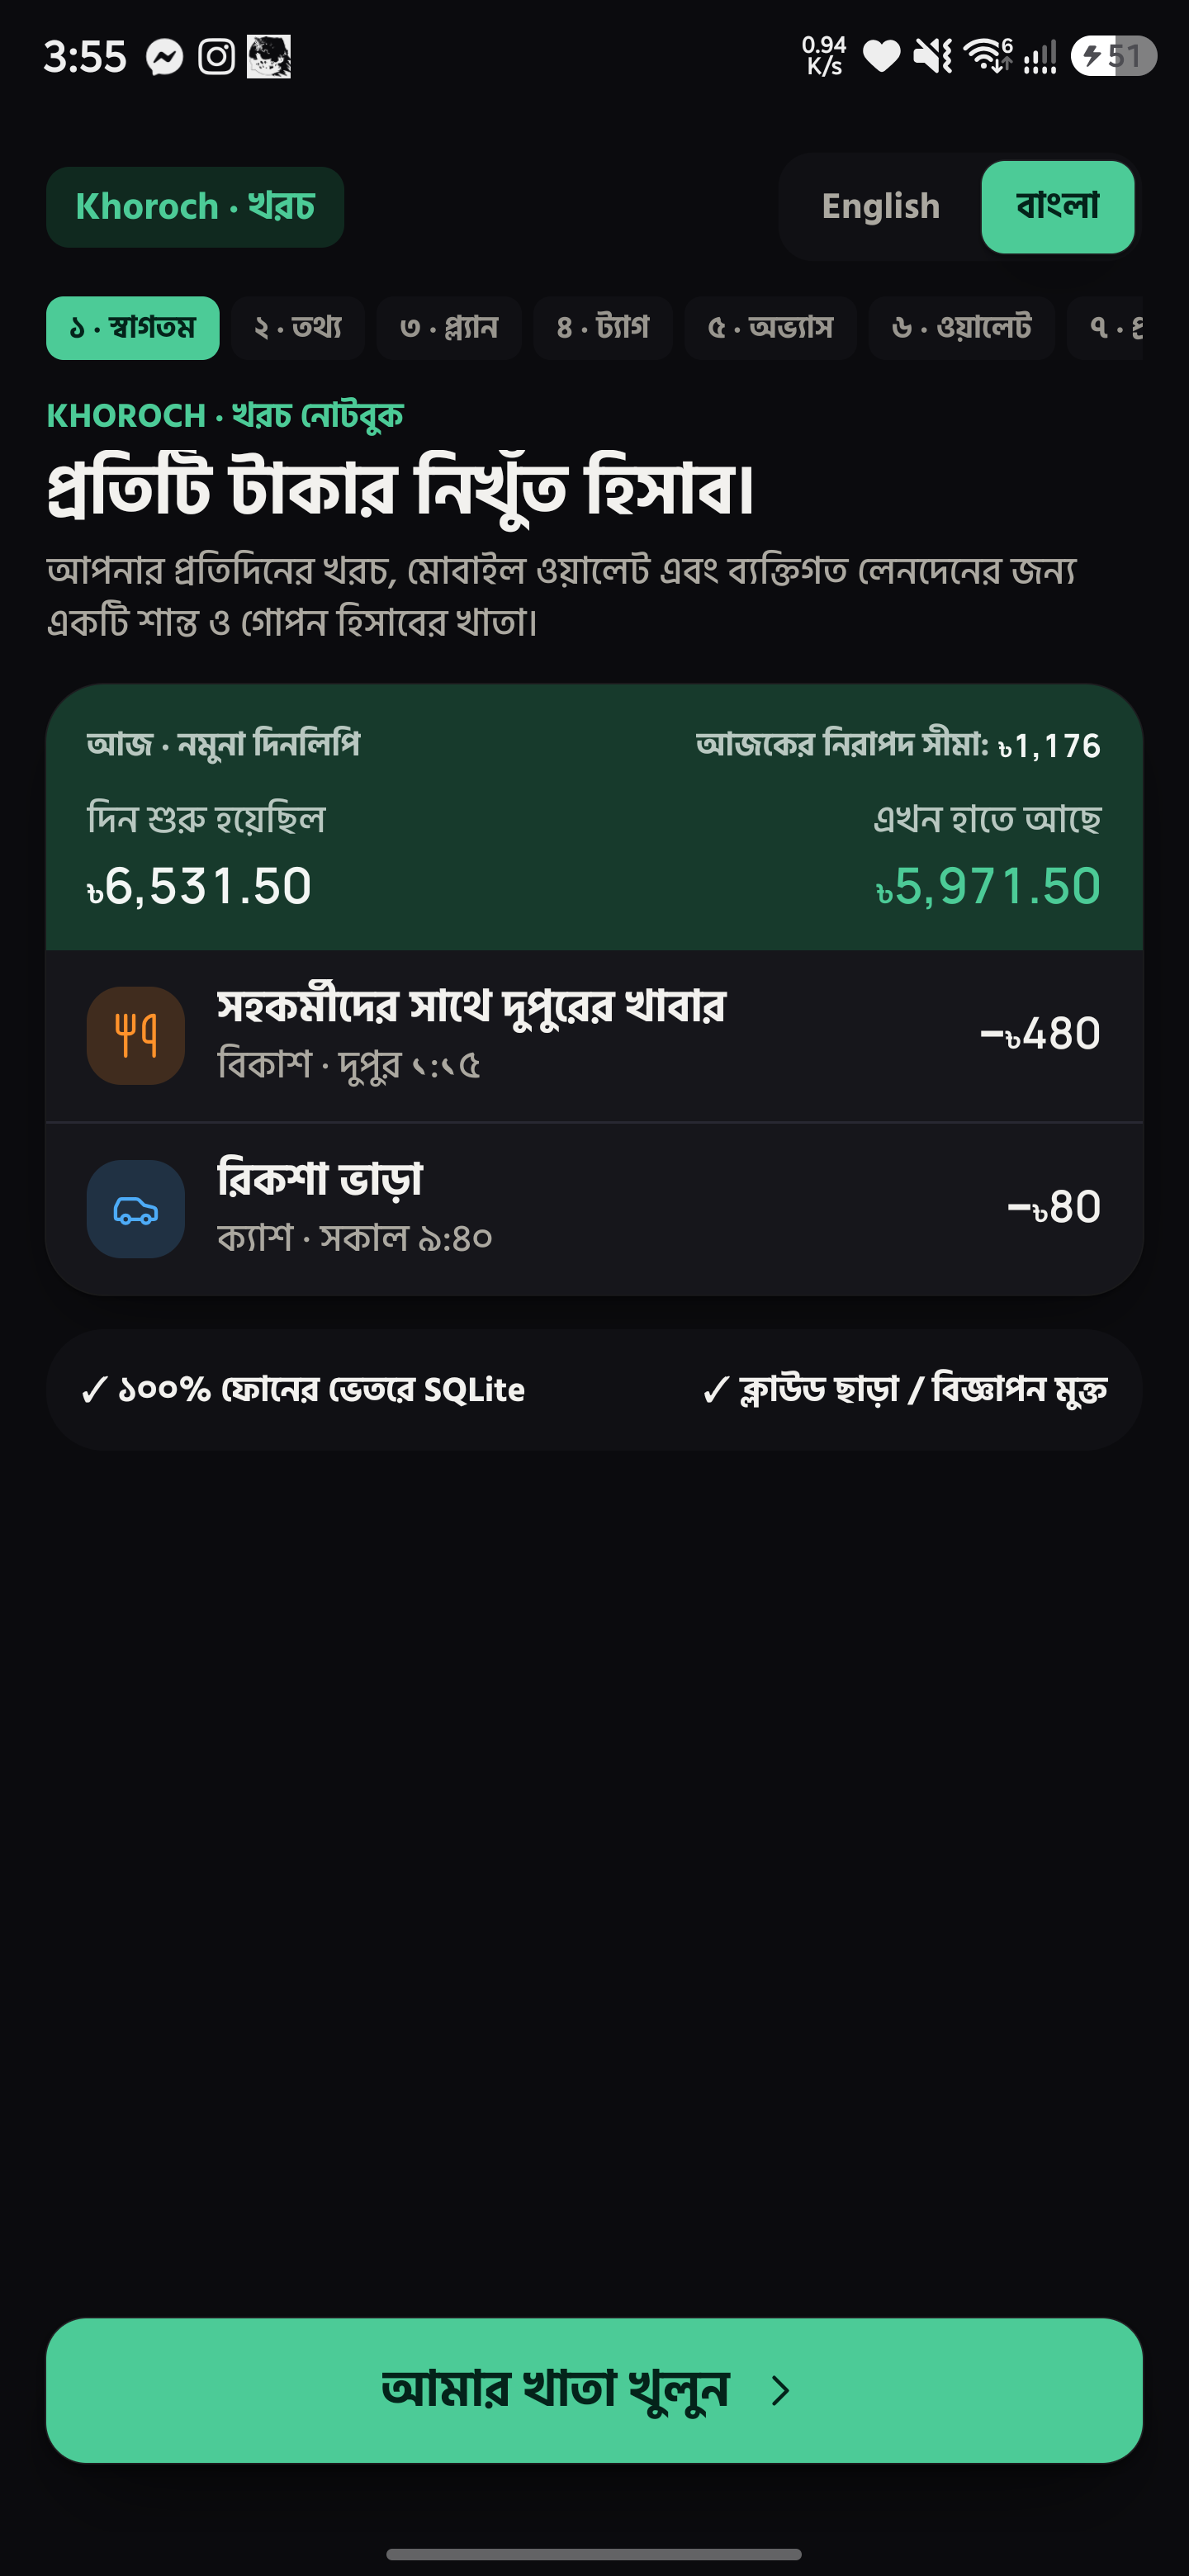 3:55
0.94 K/s
6
51
Khoroch · খরচ
English
বাংলা
১ · স্বাগতম
২ · তথ্য
৩ · প্ল্যান
৪ · ট্যাগ
৫ · অভ্যাস
৬ · ওয়ালেট
৭ ·
KHOROCH · খরচ নোটবুক
প্রতিটি টাকার নিখুঁত হিসাব।
আপনার প্রতিদিনের খরচ, মোবাইল ওয়ালেট এবং ব্যক্তিগত লেনদেনের জন্য
একটি শান্ত ও গোপন হিসাবের খাতা।
আজ · নমুনা দিনলিপি
আজকের নিরাপদ সীমা: ৳1,176
দিন শুরু হয়েছিল
এখন হাতে আছে
৳6,531.50
৳5,971.50
সহকর্মীদের সাথে দুপুরের খাবার
বিকাশ · দুপুর ১:১৫
−৳480
রিকশা ভাড়া
ক্যাশ · সকাল ৯:৪০
−৳80
✓ ১০০% ফোনের ভেতরে SQLite
✓ ক্লাউড ছাড়া / বিজ্ঞাপন মুক্ত
আমার খাতা খুলুন